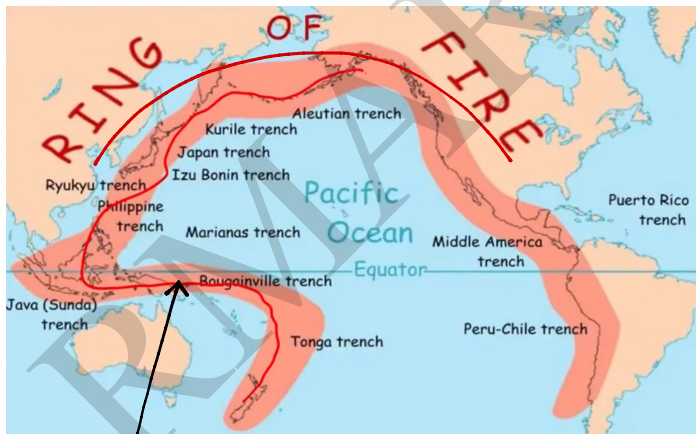 RING OF FIRE
Aleutian trench
Kurile trench
Japan trench
Izu Bonin trench
Ryukyu trench
Philippine
trench
Marianas trench
Pacific
Ocean
Puerto Rico
trench
Middle America
trench
Equator
Bougainville trench
Java (Sunda)
trench
Tonga trench
Peru-Chile trench